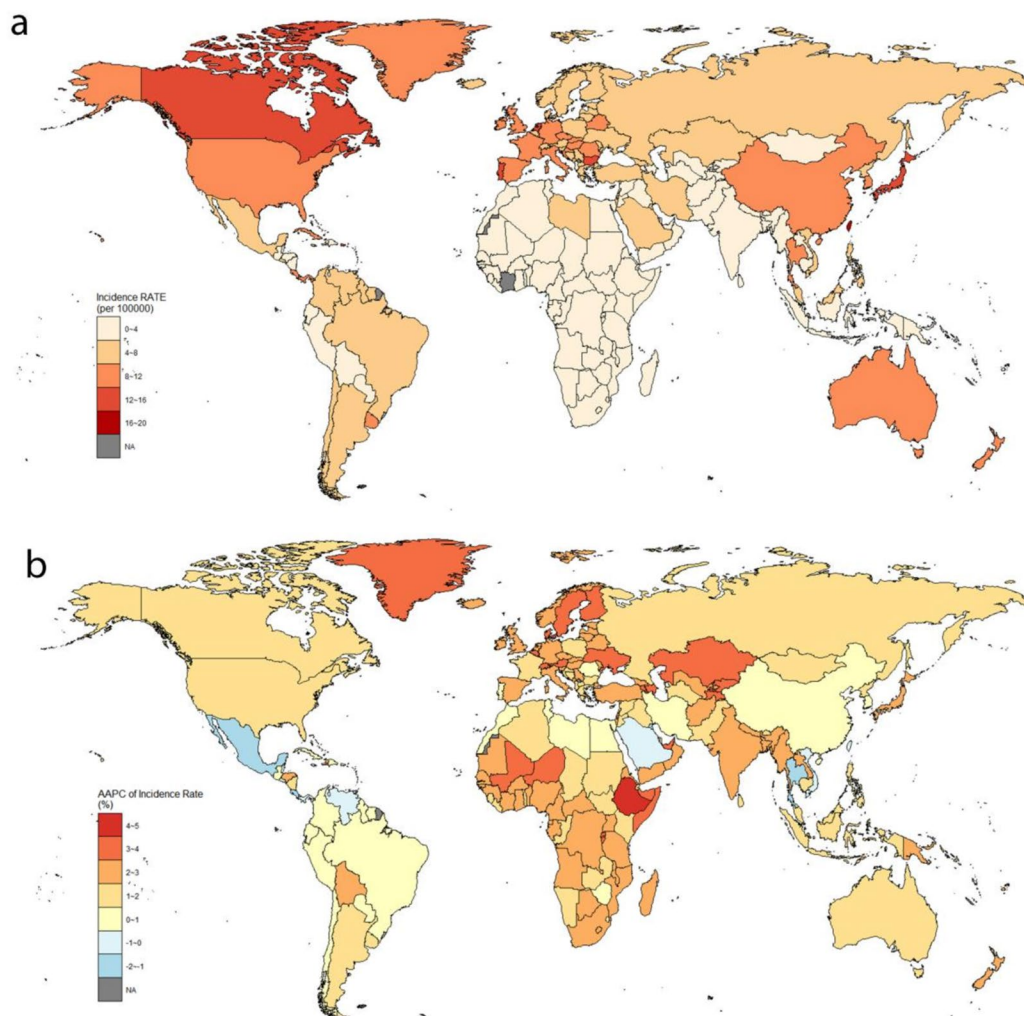 a
Incidence RATE
(per 100000)
0~4
4~8
8~12
12~16
16~20
NA
b
AAPC of Incidence Rate
(%)
4~5
3~4
2~3
1~2
0~1
-1~0
-2~-1
NA